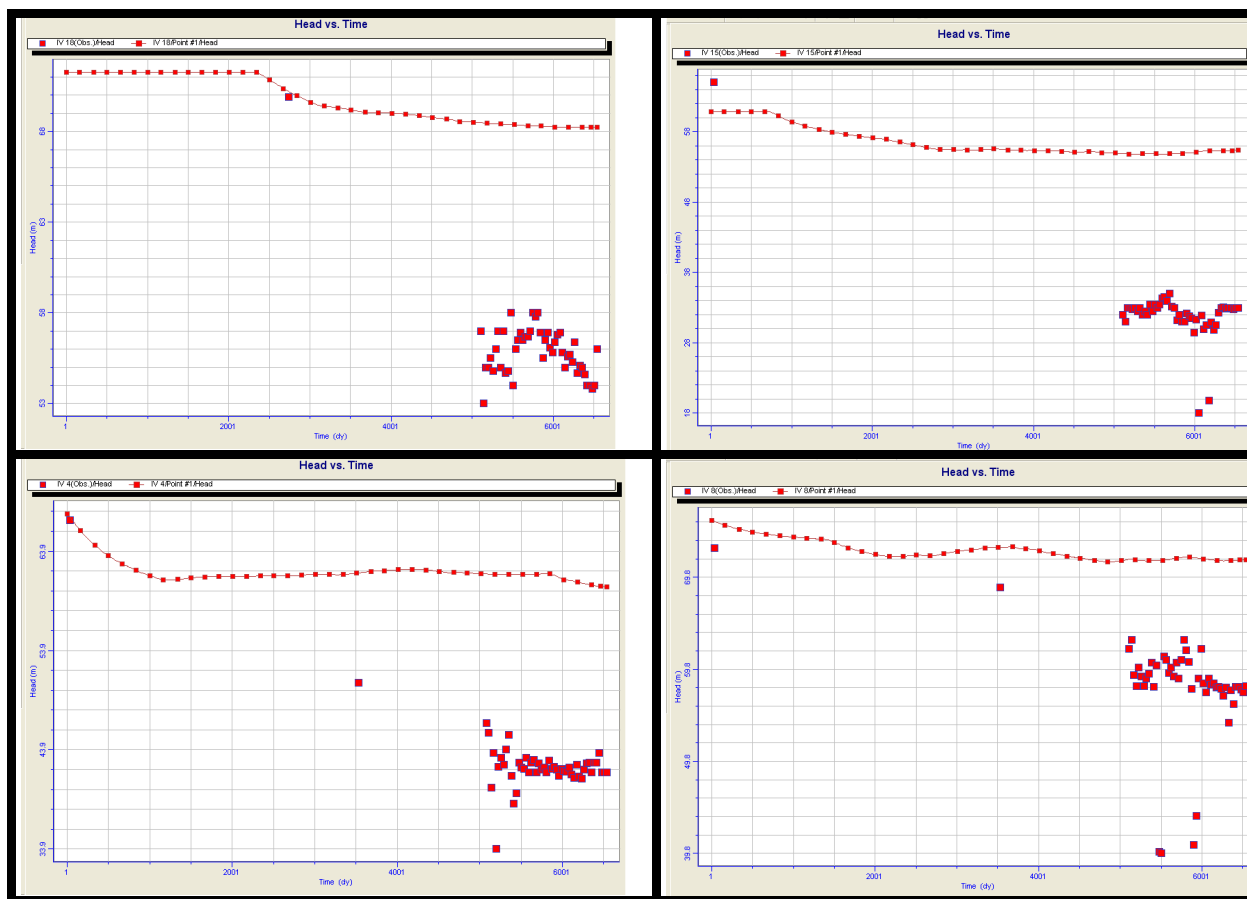 Head vs. Time
IV 18(Obs.)/Head IV 18/Point #1/Head
68
63
58
53
Head (m)
1 2001 4001 6001
Time (dy)
Head vs. Time
IV 15(Obs.)/Head IV 15/Point #1/Head
58
48
38
28
18
Head (m)
1 2001 4001 6001
Time (dy)
Head vs. Time
IV 4(Obs.)/Head IV 4/Point #1/Head
63.9
53.9
43.9
33.9
Head (m)
1 2001 4001 6001
Time (dy)
Head vs. Time
IV 8(Obs.)/Head IV 8/Point #1/Head
69.8
59.8
49.8
39.8
Head (m)
1 2001 4001 6001
Time (dy)